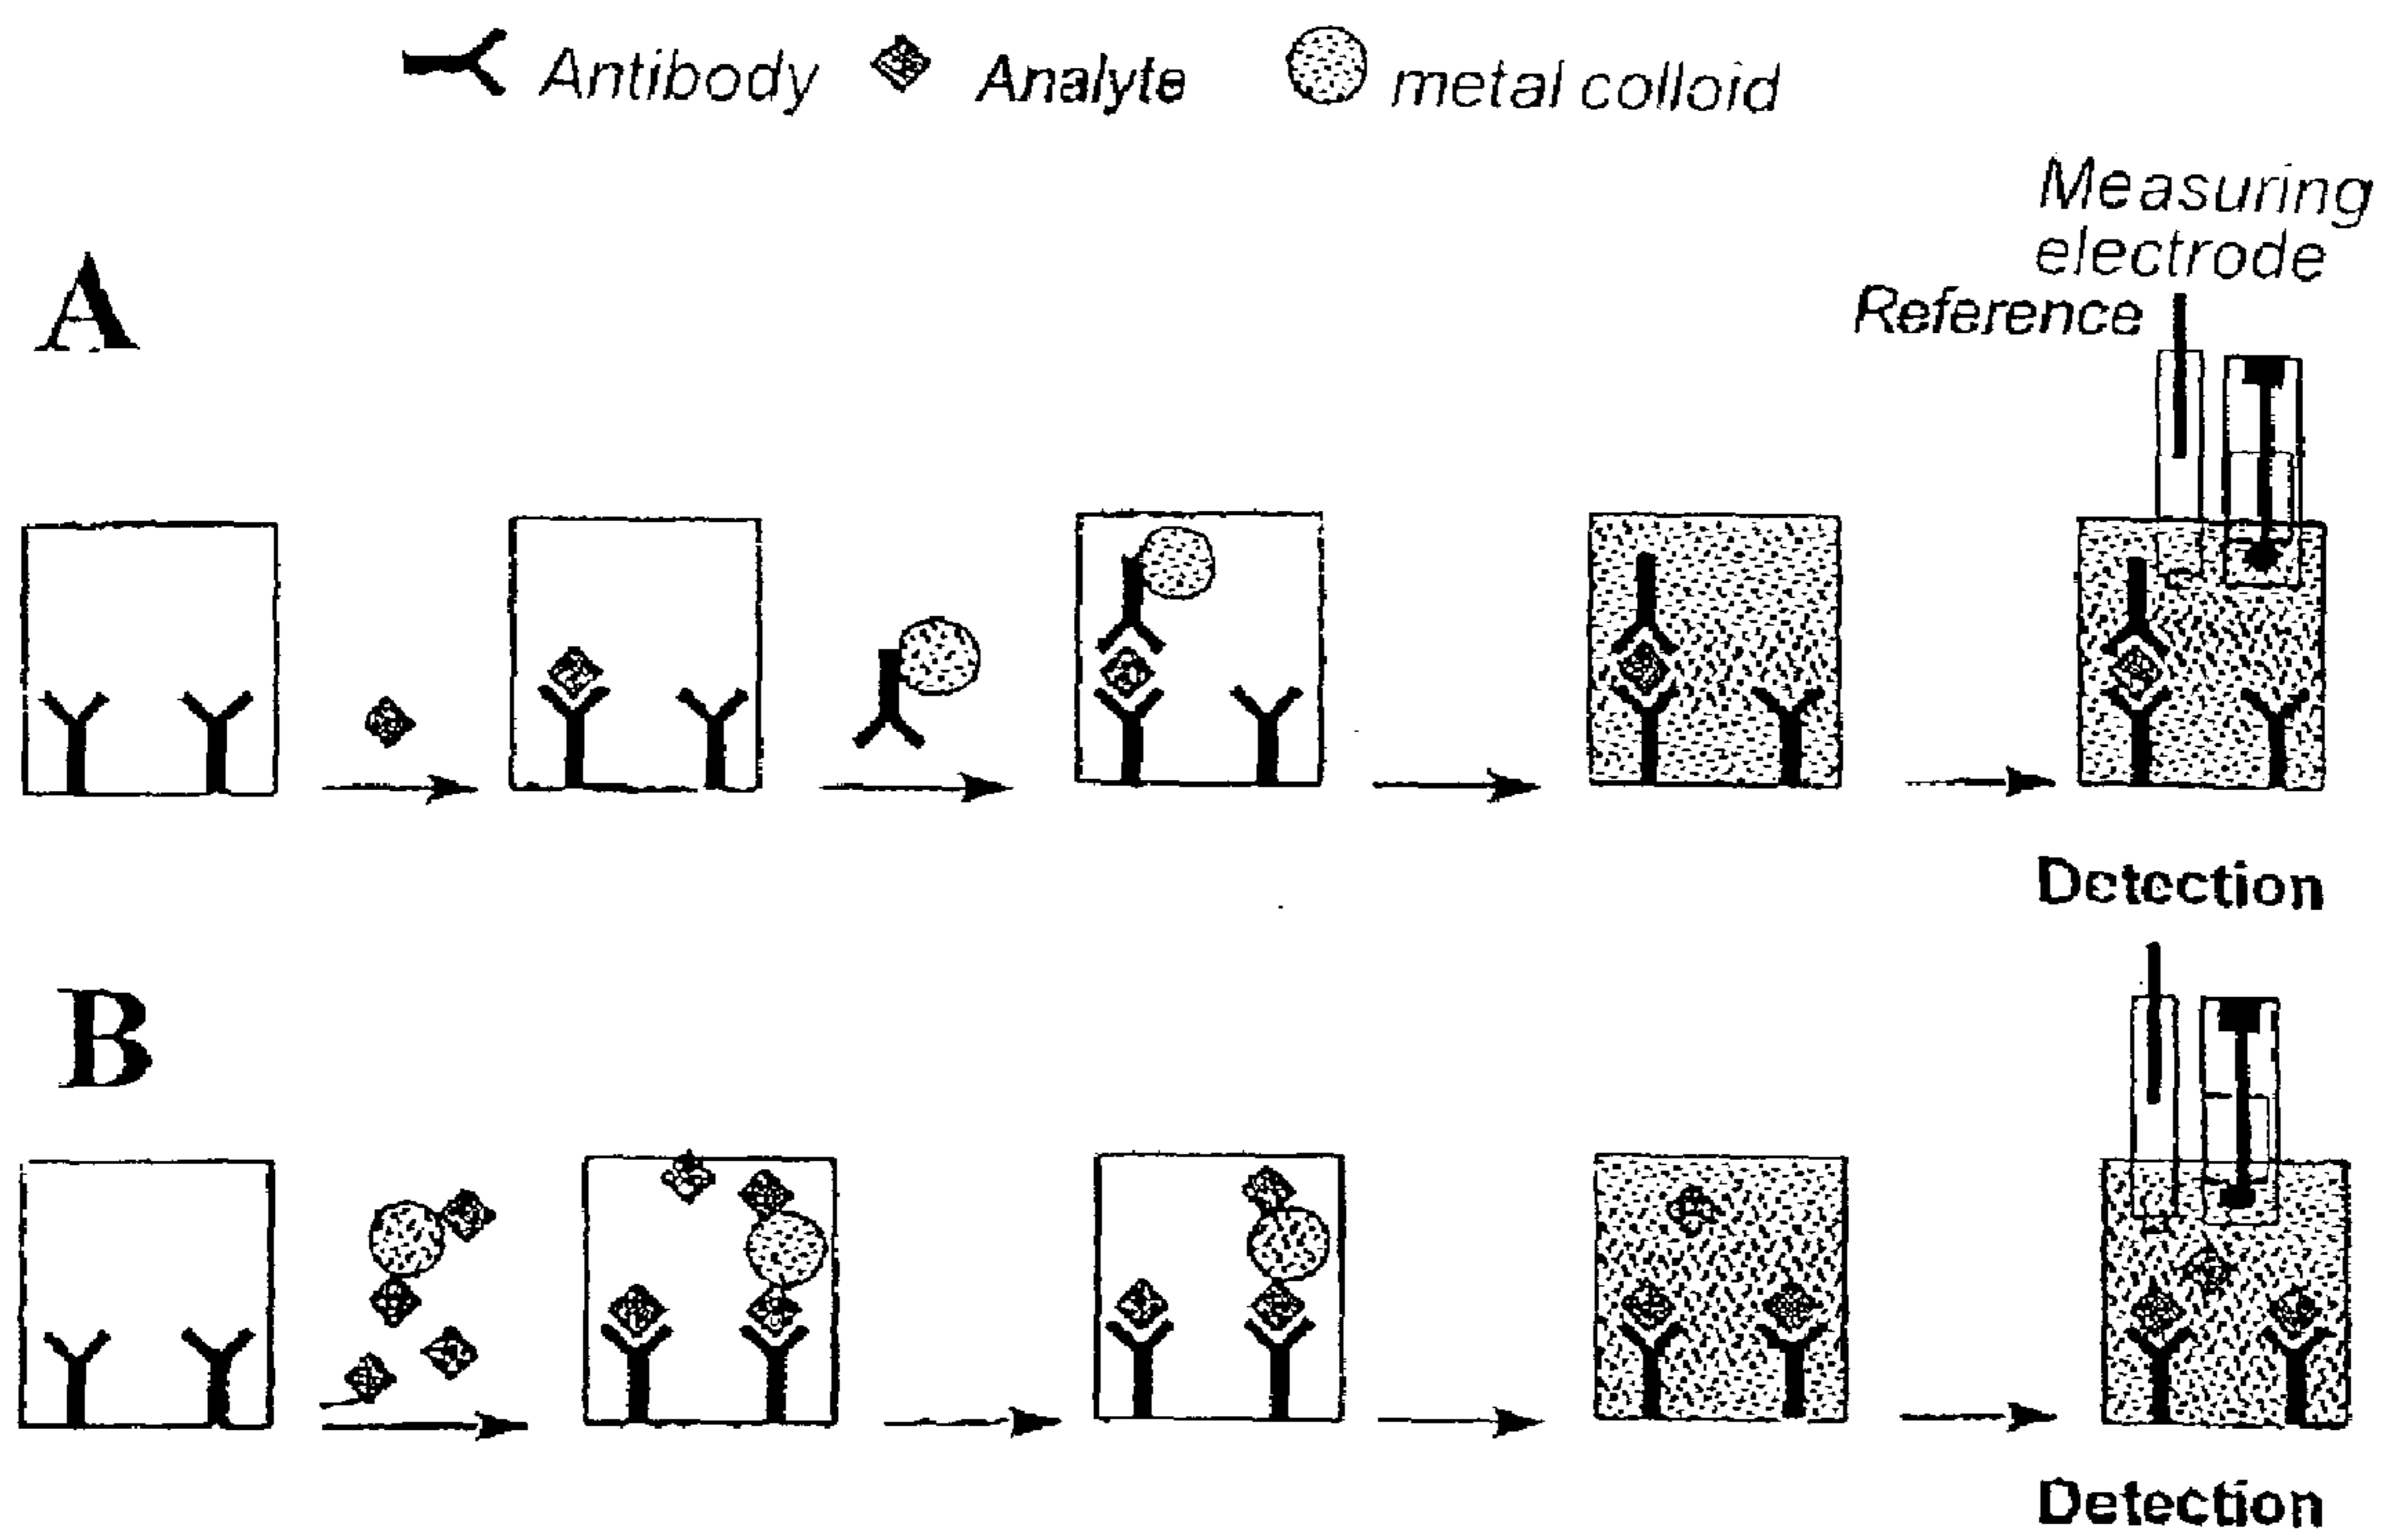 Antibody Analyte metal colloid
Measuring
electrode
Reference
A
Detection
B
Detection